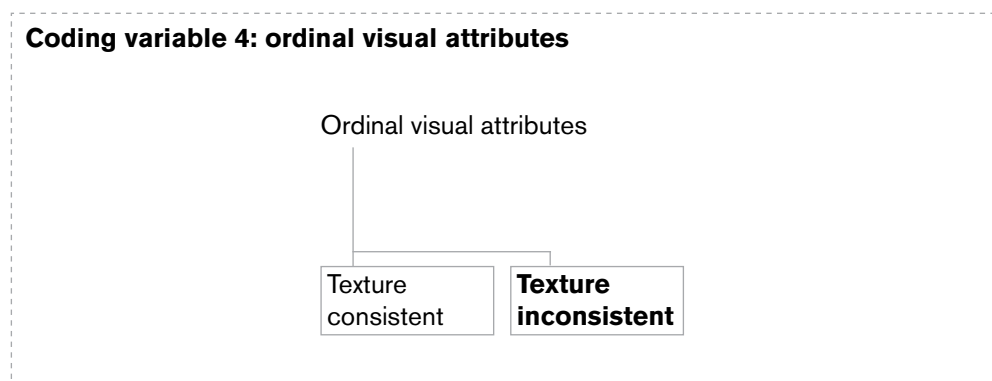 Coding variable 4: ordinal visual attributes
Ordinal visual attributes
Texture
consistent
Texture
inconsistent